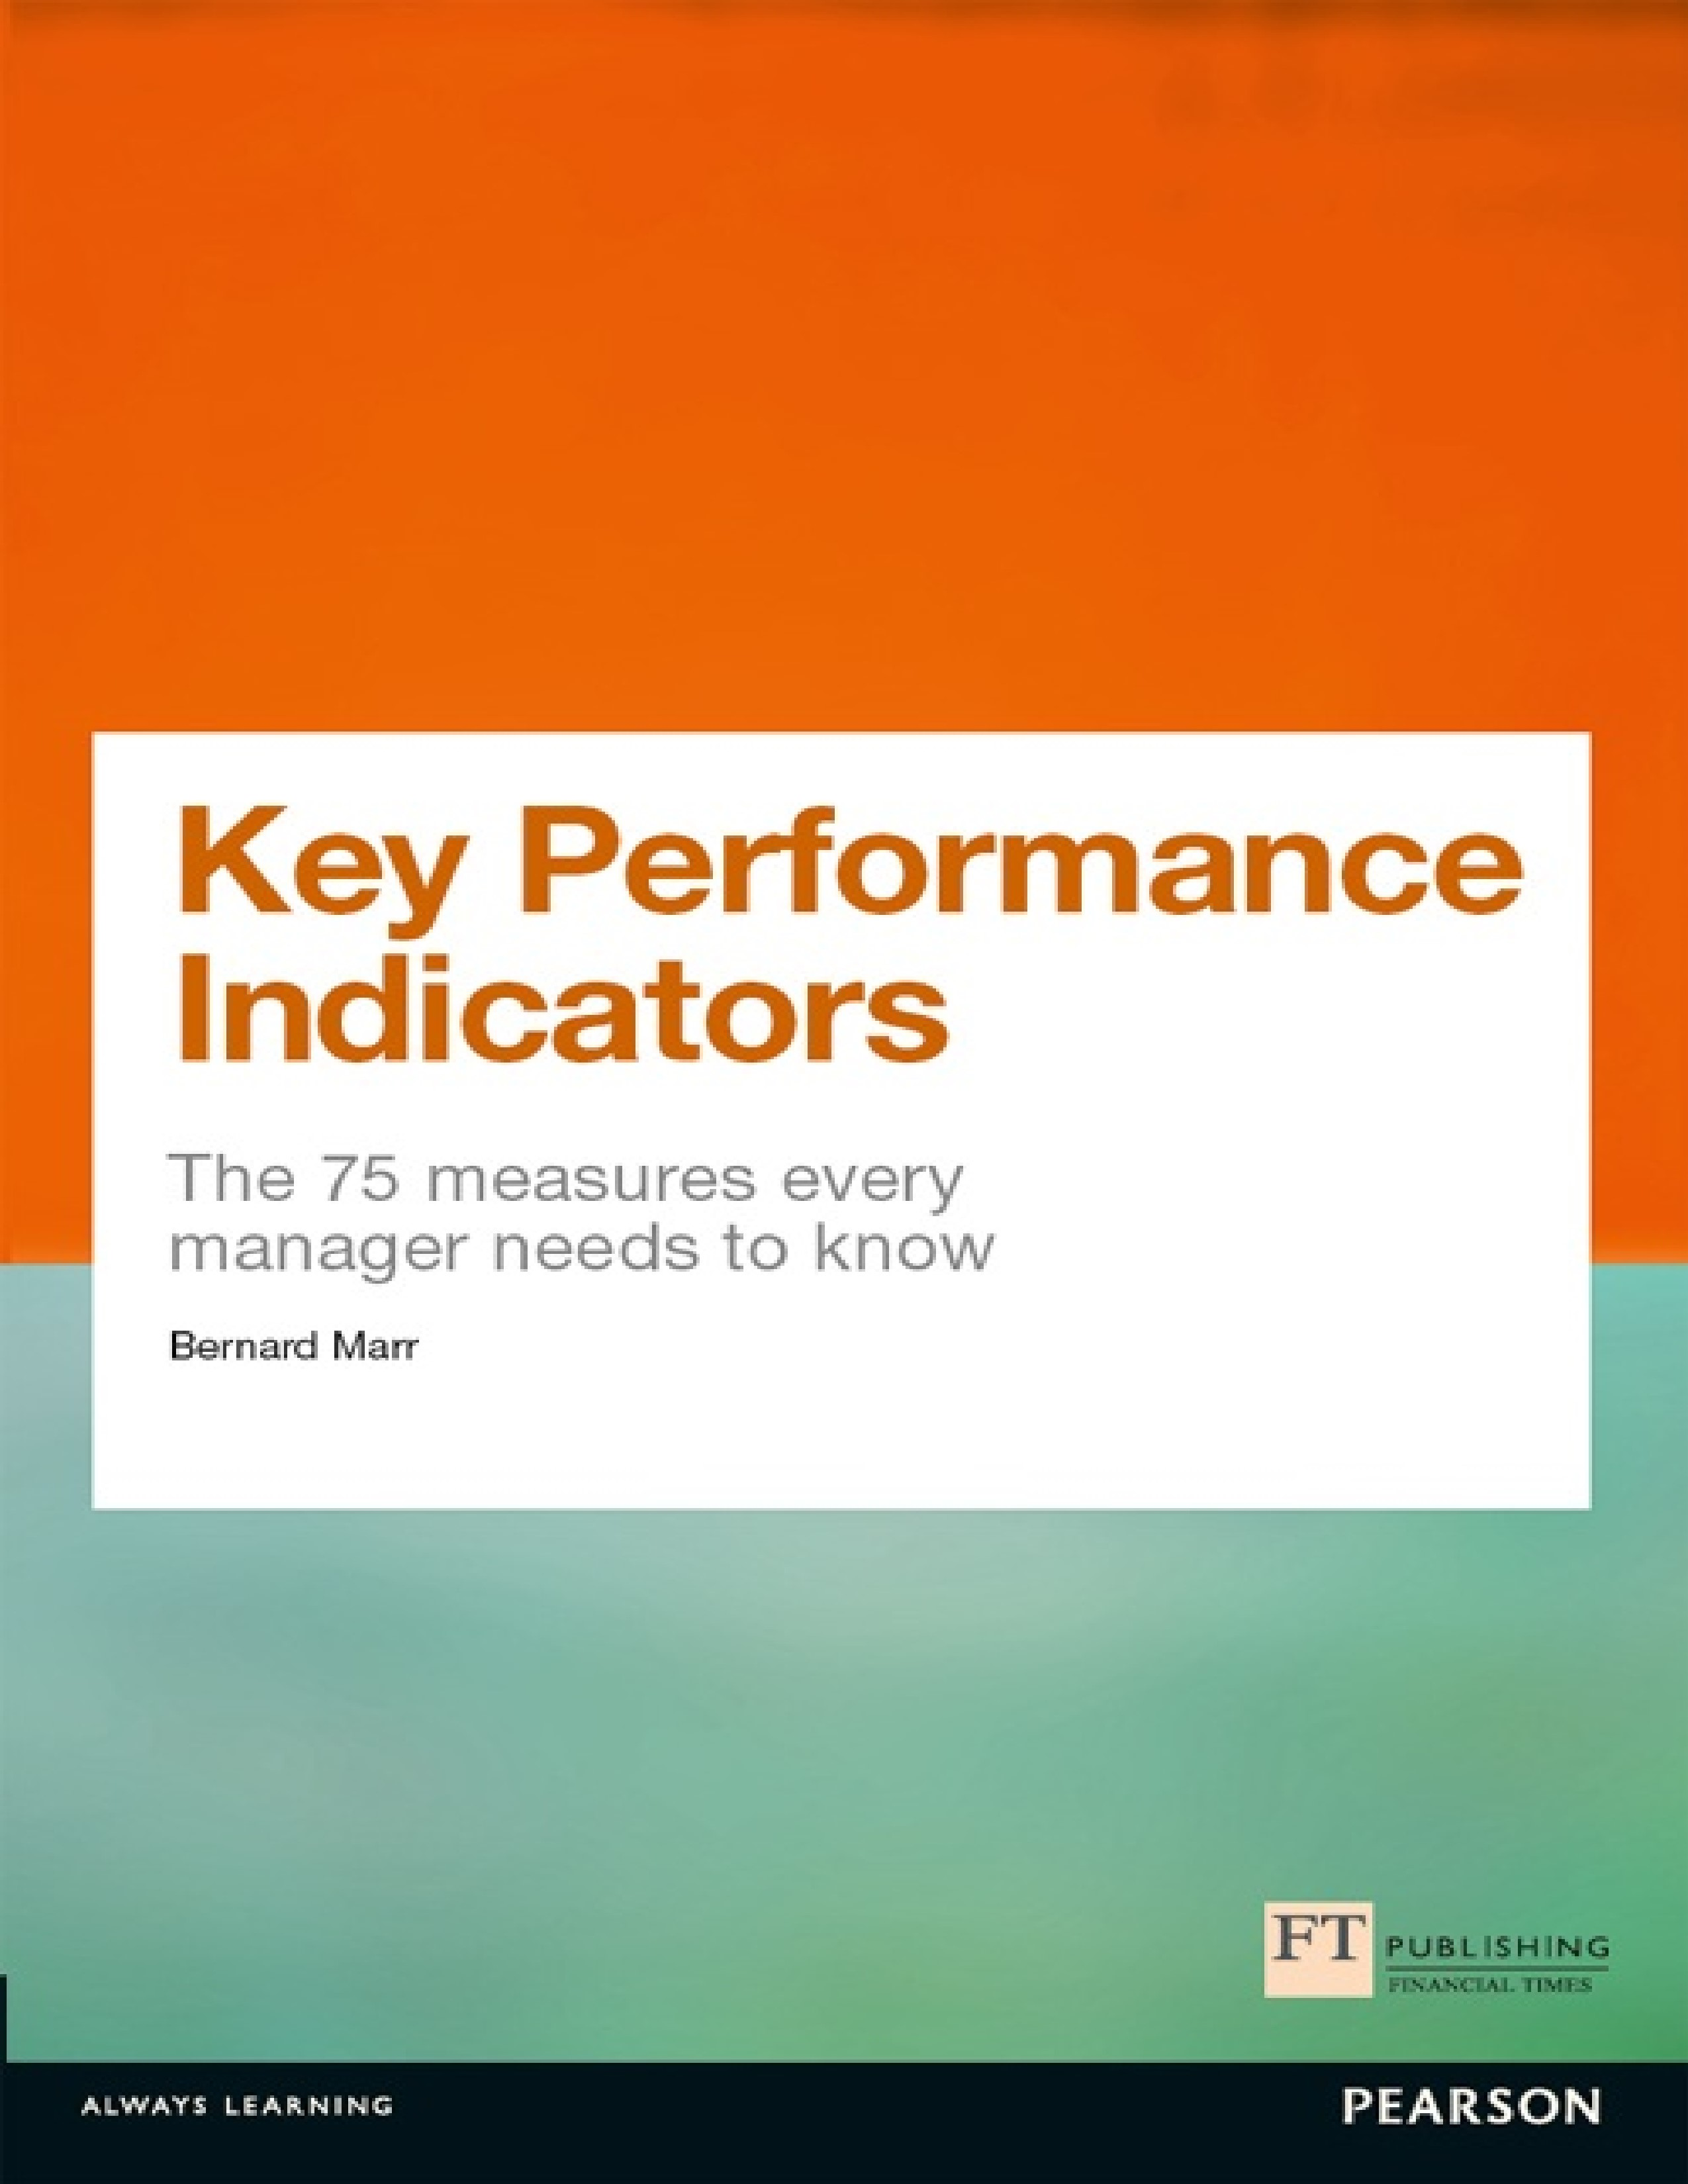 Key Performance
Indicators
The 75 measures every
manager needs to know
Bernard Marr
FT
PUBLISHING
FINANCIAL TIMES
ALWAYS LEARNING
PEARSON